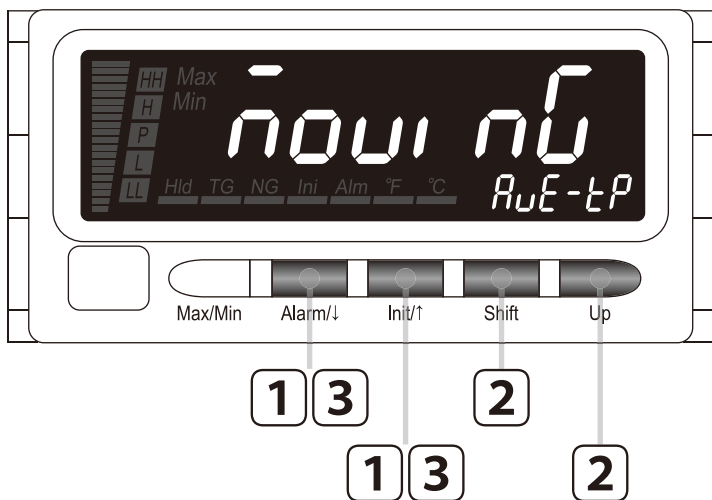 HH Max
H Min
P
L
LL
movinG
Hld TG NG Ini Alm °F °C
AvE-tP
Max/Min Alarm/↓ Init/↑ Shift Up
1 3 2
1 3 2